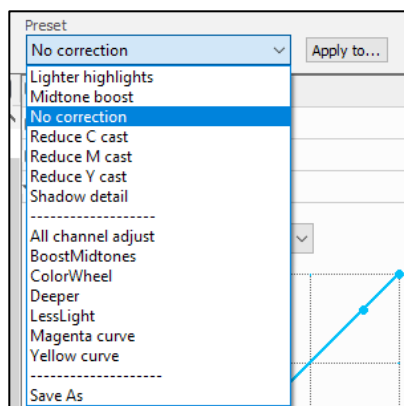 Preset
No correction
Apply to...
Lighter highlights
Midtone boost
No correction
Reduce C cast
Reduce M cast
Reduce Y cast
Shadow detail
-------------------
All channel adjust
BoostMidtones
ColorWheel
Deeper
LessLight
Magenta curve
Yellow curve
--------------------
Save As